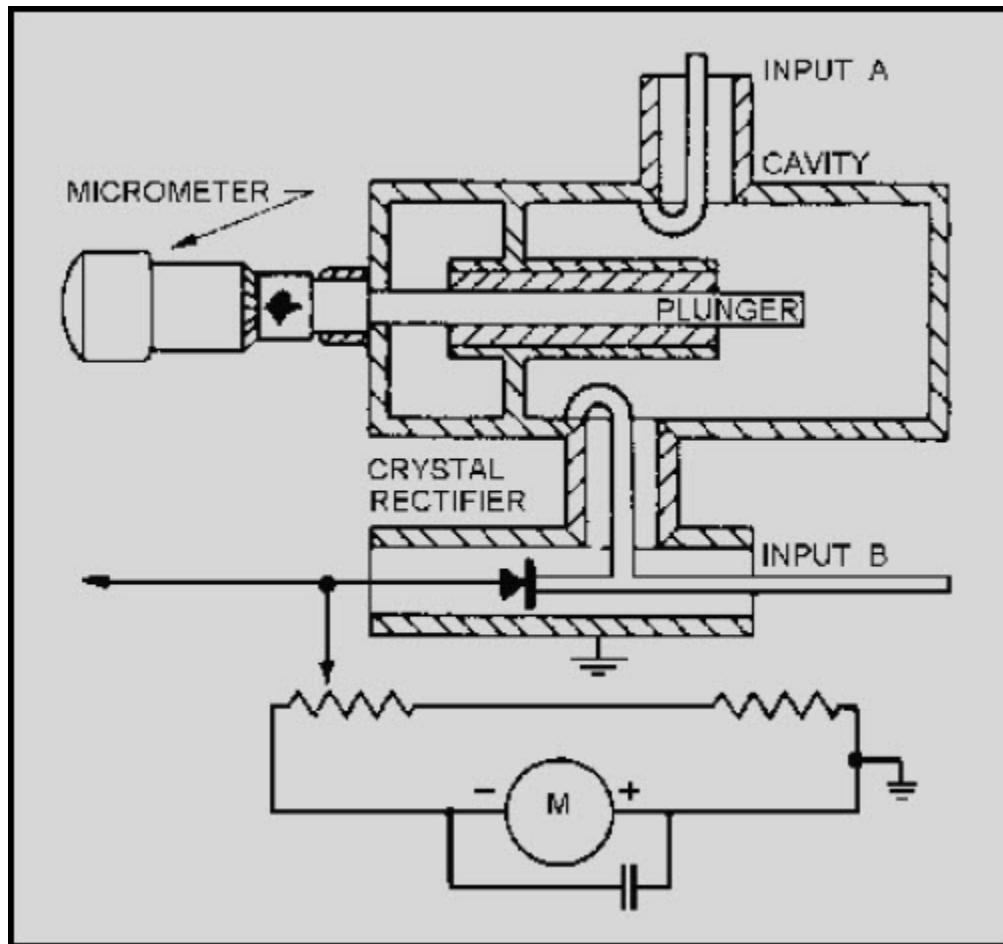 INPUT A
CAVITY
MICROMETER
PLUNGER
CRYSTAL
RECTIFIER
INPUT B
− M +